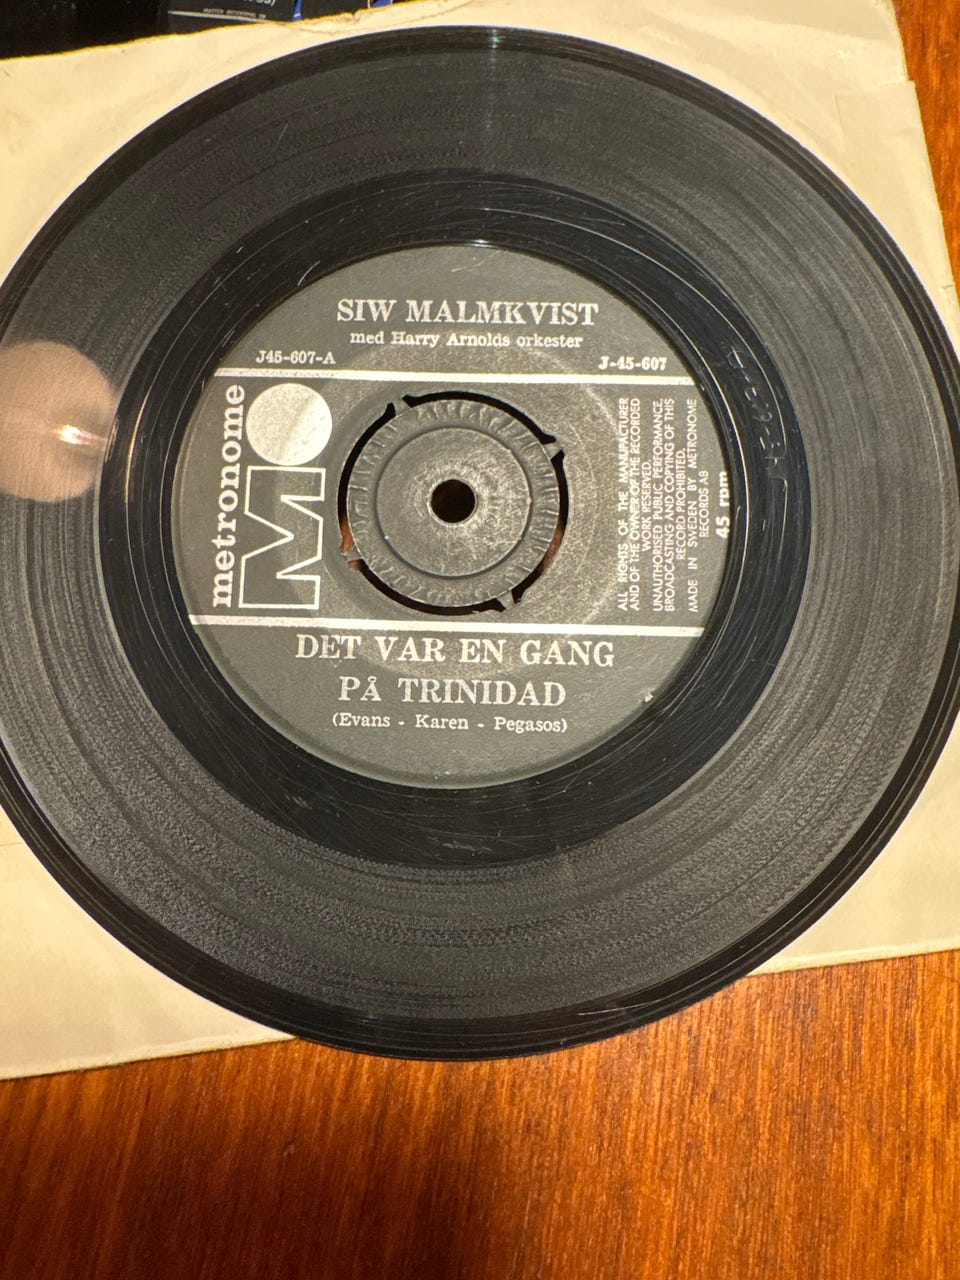 SIW MALMKVIST
med Harry Arnolds orkester
J45-607-A
J-45-607
metronome
M
ALL RIGHTS OF THE MANUFACTURER
AND OF THE OWNER OF THE RECORDED
WORK RESERVED.
UNAUTHORISED PUBLIC PERFORMANCE,
BROADCASTING AND COPYING OF THIS
RECORD PROHIBITED.
MADE IN SWEDEN BY METRONOME
RECORDS AB
45 rpm
DET VAR EN GANG
PÅ TRINIDAD
(Evans - Karen - Pegasos)